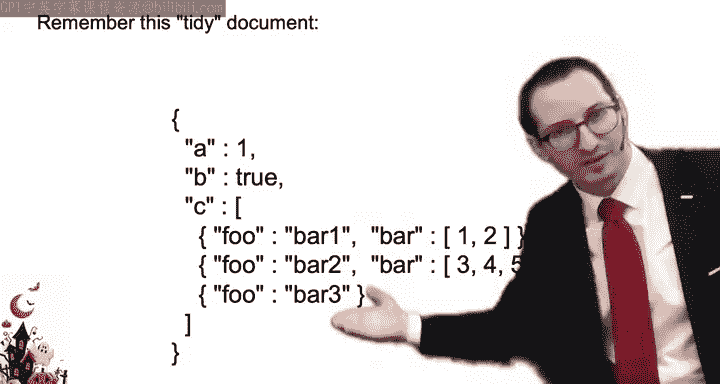 Remember this "tidy" document:
{
"a" : 1,
"b" : true,
"c" : [
{ "foo" : "bar1", "bar" : [ 1, 2 ] }
{ "foo" : "bar2", "bar" : [ 3, 4, 5
{ "foo" : "bar3" }
]
}